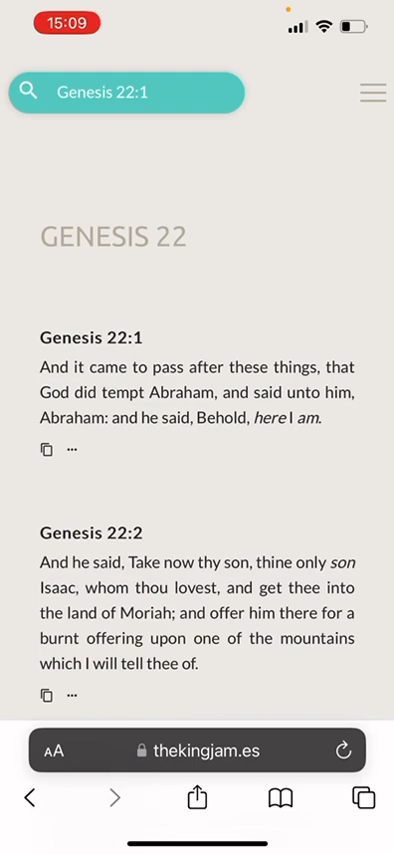 15:09
Genesis 22:1
GENESIS 22
Genesis 22:1
And it came to pass after these things, that
God did tempt Abraham, and said unto him,
Abraham: and he said, Behold, here I am.
Genesis 22:2
And he said, Take now thy son, thine only son
Isaac, whom thou lovest, and get thee into
the land of Moriah; and offer him there for a
burnt offering upon one of the mountains
which I will tell thee of.
AA thekingjam.es